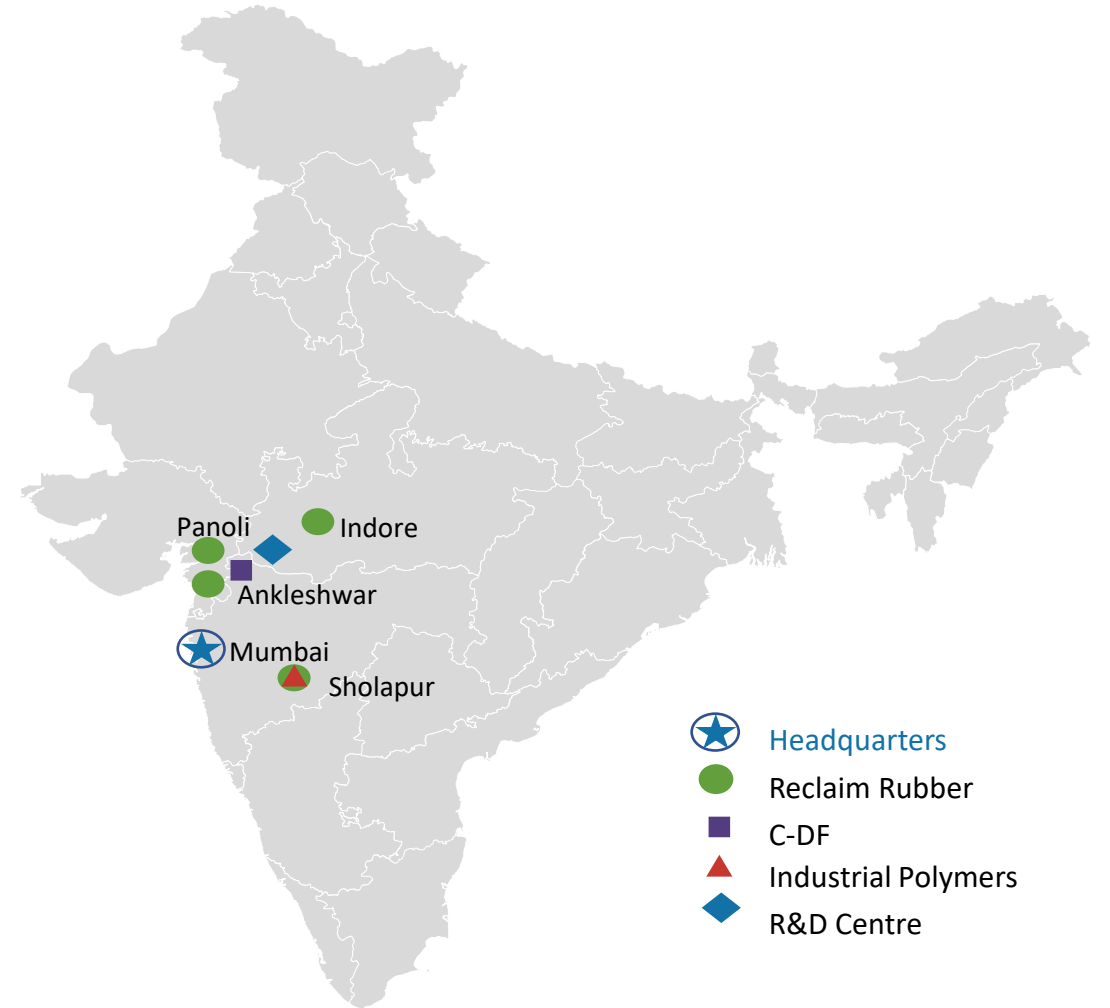 Panoli
Indore
Ankleshwar
Mumbai
Sholapur
Headquarters
Reclaim Rubber
C-DF
Industrial Polymers
R&D Centre